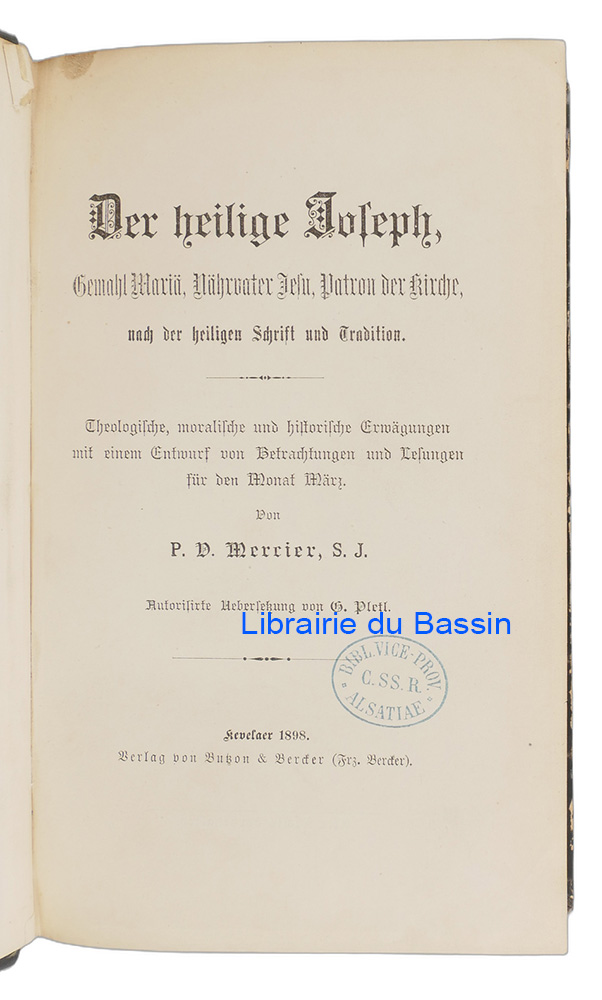 Der heilige Joseph,
Gemahl Mariä, Nährvater Jesu, Patron der Kirche,
nach der heiligen Schrift und Tradition.
Theologische, moralische und historische Erwägungen
mit einem Entwurf von Betrachtungen und Lesungen
für den Monat März.
Von
P. V. Mercier, S. J.
Autorisirte Uebersetzung von G. Pletl.
Librairie du Bassin
BIBL. VICE-PROV.
C. SS. R.
ALSATIAE
Kevelaer 1898.
Verlag von Butzon & Bercker (Frz. Bercker).